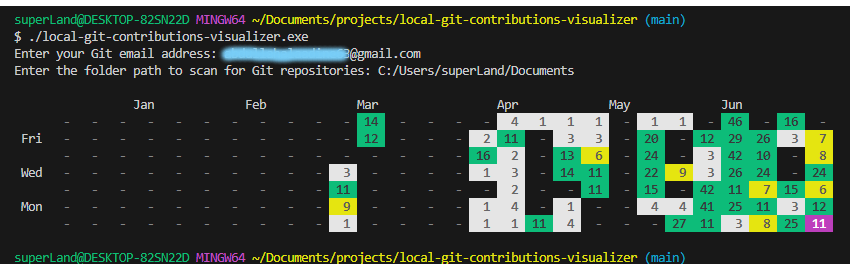 superLand@DESKTOP-82SN22D MINGW64 ~/Documents/projects/local-git-contributions-visualizer (main)
$ ./local-git-contributions-visualizer.exe
Enter your Git email address: @gmail.com
Enter the folder path to scan for Git repositories: C:/Users/superLand/Documents
Jan Feb Mar Apr May Jun
- - - - - - - - - - - 14 - - - - 4 1 1 1 - 1 1 - 46 - 16 -
Fri - - - - - - - - - - - 12 - - - 2 11 - 3 3 - 20 - 12 29 26 3 7
- - - - - - - - - - - - - - - 16 2 - 13 6 - 24 - 3 42 10 - 8
Wed - - - - - - - - - - 3 - - - - 1 3 - 14 11 - 22 9 3 26 24 - 24
- - - - - - - - - - 11 - - - - - 2 - - 11 - 15 - 42 11 7 15 6
Mon - - - - - - - - - - 9 - - - - 1 4 - 1 - - 4 4 41 25 11 3 12
- - - - - - - - - - 1 - - - - 1 1 11 4 - - - 27 11 3 8 25 11
superLand@DESKTOP-82SN22D MINGW64 ~/Documents/projects/local-git-contributions-visualizer (main)